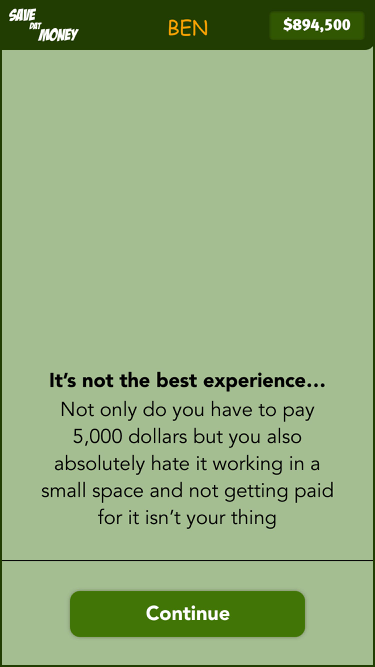 SAVE
DAT
MONEY
BEN
$894,500
It's not the best experience...
Not only do you have to pay
5,000 dollars but you also
absolutely hate it working in a
small space and not getting paid
for it isn't your thing
Continue